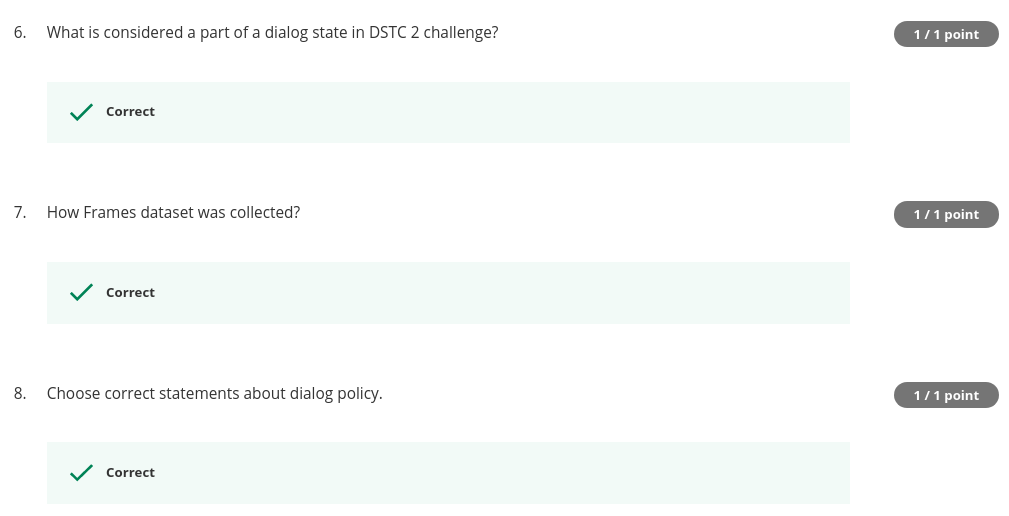 6. What is considered a part of a dialog state in DSTC 2 challenge? 1 / 1 point
Correct
7. How Frames dataset was collected? 1 / 1 point
Correct
8. Choose correct statements about dialog policy. 1 / 1 point
Correct